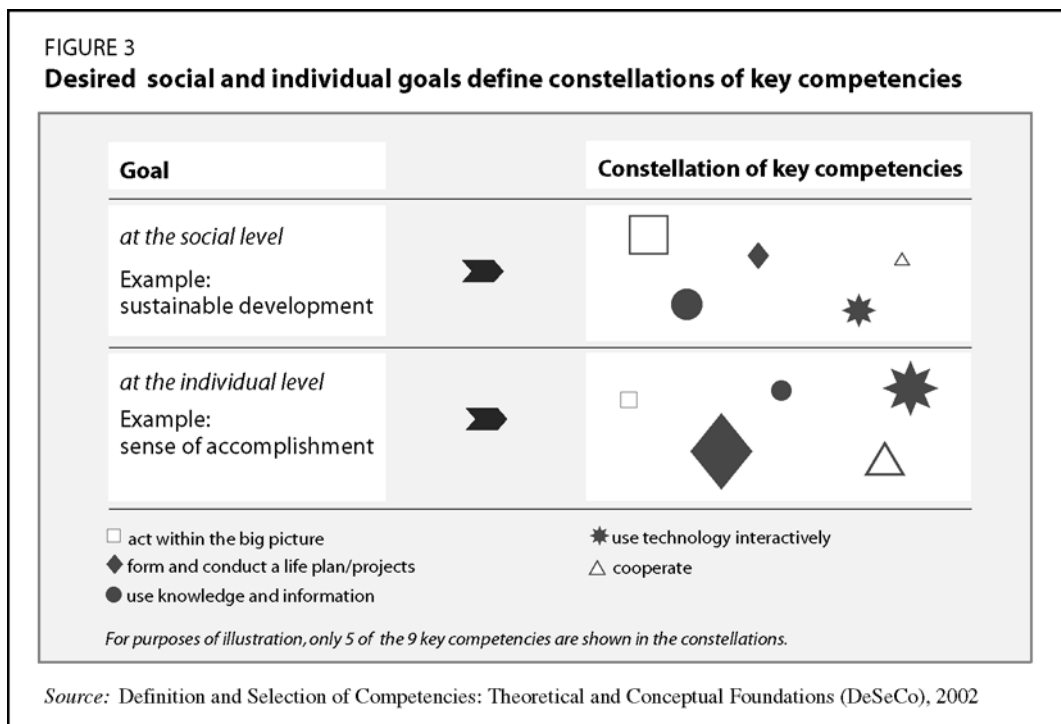 FIGURE 3
Desired social and individual goals define constellations of key competencies
Goal
Constellation of key competencies
at the social level
Example:
sustainable development
at the individual level
Example:
sense of accomplishment
act within the big picture
form and conduct a life plan/projects
use knowledge and information
use technology interactively
cooperate
For purposes of illustration, only 5 of the 9 key competencies are shown in the constellations.
Source: Definition and Selection of Competencies: Theoretical and Conceptual Foundations (DeSeCo), 2002